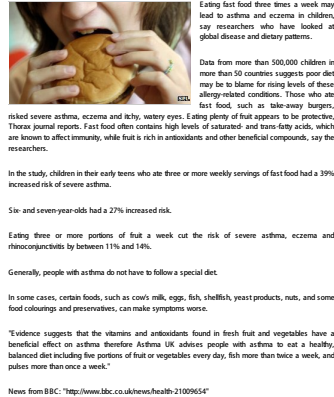 Eating fast food three times a week may
lead to asthma and eczema in children,
say researchers who have looked at
global disease and dietary patterns.
Data from more than 500,000 children in
more than 50 countries suggests poor diet
may be to blame for rising levels of these
allergy-related conditions. Those who ate
fast food, such as take-away burgers,
SPL
risked severe asthma, eczema and itchy, watery eyes. Eating plenty of fruit appears to be protective,
Thorax journal reports. Fast food often contains high levels of saturated- and trans-fatty acids, which
are known to affect immunity, while fruit is rich in antioxidants and other beneficial compounds, say the
researchers.
In the study, children in their early teens who ate three or more weekly servings of fast food had a 39%
increased risk of severe asthma.
Six- and seven-year-olds had a 27% increased risk.
Eating three or more portions of fruit a week cut the risk of severe asthma, eczema and
rhinoconjunctivitis by between 11% and 14%.
Generally, people with asthma do not have to follow a special diet.
In some cases, certain foods, such as cow's milk, eggs, fish, shellfish, yeast products, nuts, and some
food colourings and preservatives, can make symptoms worse.
"Evidence suggests that the vitamins and antioxidants found in fresh fruit and vegetables have a
beneficial effect on asthma therefore Asthma UK advises people with asthma to eat a healthy,
balanced diet including five portions of fruit or vegetables every day, fish more than twice a week, and
pulses more than once a week."
News from BBC: "http://www.bbc.co.uk/news/health-21009654"